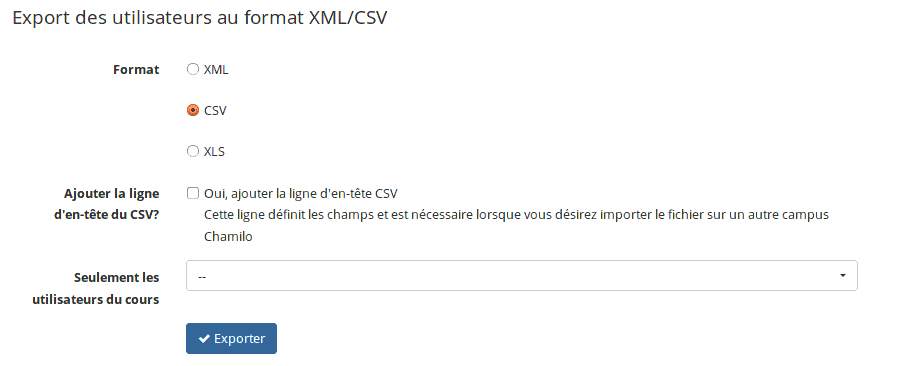 Export des utilisateurs au format XML/CSV
Format
XML
CSV
XLS
Ajouter la ligne
d'en-tête du CSV?
Oui, ajouter la ligne d'en-tête CSV
Cette ligne définit les champs et est nécessaire lorsque vous désirez importer le fichier sur un autre campus
Chamilo
Seulement les
utilisateurs du cours
--
Exporter